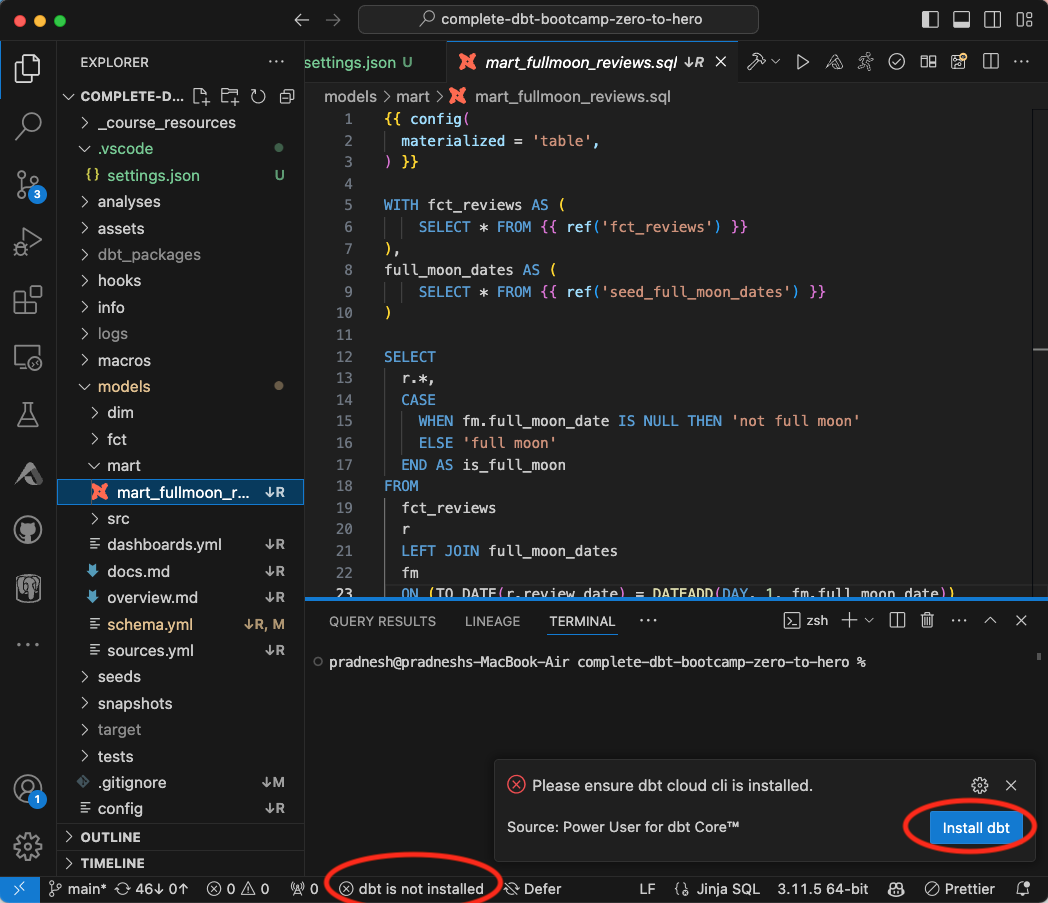 complete-dbt-bootcamp-zero-to-hero
EXPLORER
COMPLETE-D...
_course_resources
.vscode
{} settings.json U
analyses
assets
dbt_packages
hooks
info
logs
macros
models
dim
fct
mart
mart_fullmoon_r... ↓R
src
dashboards.yml ↓R
docs.md ↓R
overview.md ↓R
schema.yml ↓R, M
sources.yml ↓R
seeds
snapshots
target
tests
.gitignore ↓M
config ↓R
OUTLINE
TIMELINE
3
1
settings.json U
mart_fullmoon_reviews.sql ↓R
models > mart > mart_fullmoon_reviews.sql
1 {{ config(
2 materialized = 'table',
3 ) }}
4
5 WITH fct_reviews AS (
6 SELECT * FROM {{ ref('fct_reviews') }}
7 ),
8 full_moon_dates AS (
9 SELECT * FROM {{ ref('seed_full_moon_dates') }}
10 )
11
12 SELECT
13 r.*,
14 CASE
15 WHEN fm.full_moon_date IS NULL THEN 'not full moon'
16 ELSE 'full moon'
17 END AS is_full_moon
18 FROM
19 fct_reviews
20 r
21 LEFT JOIN full_moon_dates
22 fm
23 ON (TO_DATE(r.review_date) = DATEADD(DAY, 1, fm.full_moon_date))
QUERY RESULTS LINEAGE TERMINAL ··· zsh
pradnesh@pradneshs-MacBook-Air complete-dbt-bootcamp-zero-to-hero %
Please ensure dbt cloud cli is installed.
Source: Power User for dbt Core™
Install dbt
main* 46↓ 0↑ 0 0 0 dbt is not installed Defer LF Jinja SQL 3.11.5 64-bit Prettier